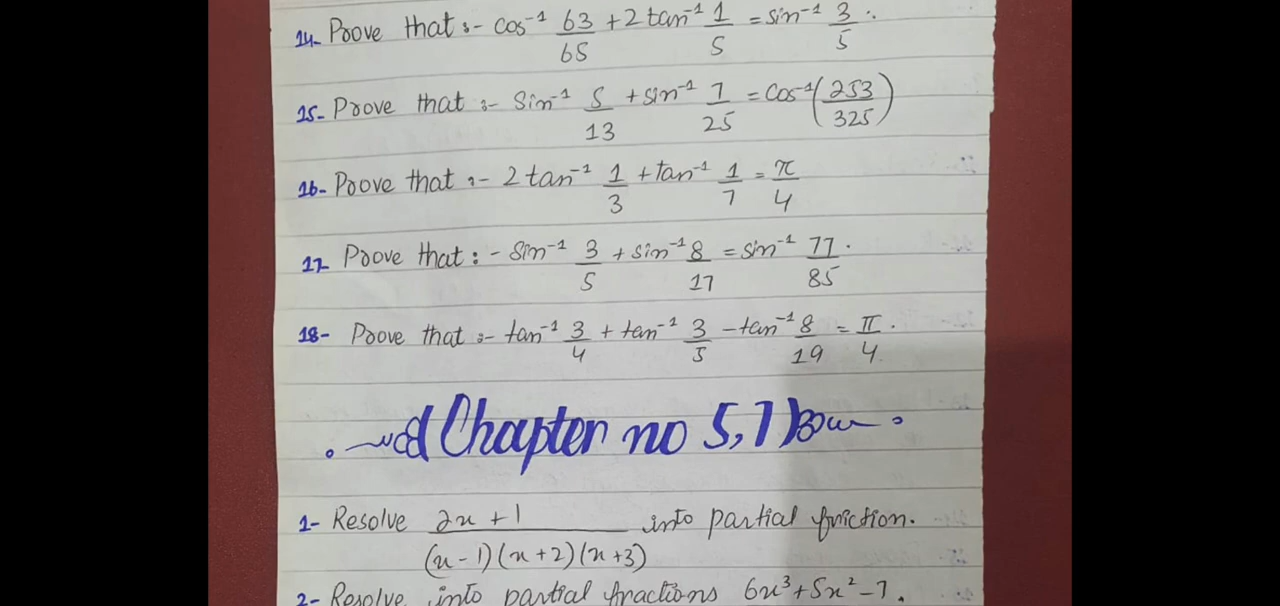 14- Prove that :- cos⁻¹ 63/65 + 2 tan⁻¹ 1/5 = sin⁻¹ 3/5 .
15- Prove that :- Sin⁻¹ 5/13 + sin⁻¹ 7/25 = Cos⁻¹(253/325)
16- Prove that :- 2 tan⁻¹ 1/3 + tan⁻¹ 1/7 = π/4
17- Prove that : - Sin⁻¹ 3/5 + sin⁻¹ 8/17 = sin⁻¹ 77/85 .
18- Prove that :- tan⁻¹ 3/4 + tan⁻¹ 3/5 - tan⁻¹ 8/19 = π/4 .
Chapter no 5,7
1- Resolve 2x + 1/(x - 1)(x + 2)(x + 3) into partial friction.
2- Resolve into partial fractions 6x³ + 5x² - 7 .